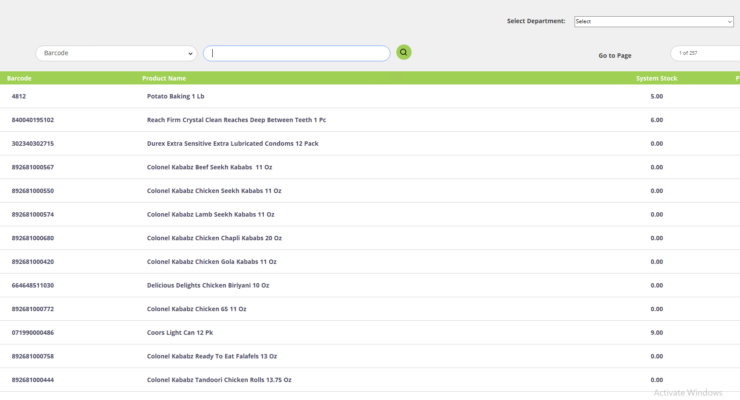 Select Department: Select
Barcode
Go to Page 1 of 257
Barcode Product Name System Stock P
4812 Potato Baking 1 Lb 5.00
840040195102 Reach Firm Crystal Clean Reaches Deep Between Teeth 1 Pc 6.00
302340302715 Durex Extra Sensitive Extra Lubricated Condoms 12 Pack 0.00
892681000567 Colonel Kababz Beef Seekh Kababs 11 Oz 0.00
892681000550 Colonel Kababz Chicken Seekh Kababs 11 Oz 0.00
892681000574 Colonel Kababz Lamb Seekh Kababs 11 Oz 0.00
892681000680 Colonel Kababz Chicken Chapli Kababs 20 Oz 0.00
892681000420 Colonel Kababz Chicken Gola Kababs 11 Oz 0.00
664648511030 Delicious Delights Chicken Biriyani 10 Oz 0.00
892681000772 Colonel Kababz Chicken 65 11 Oz 0.00
071990000486 Coors Light Can 12 Pk 9.00
892681000758 Colonel Kababz Ready To Eat Falafels 13 Oz 0.00
892681000444 Colonel Kababz Tandoori Chicken Rolls 13.75 Oz 0.00
Activate Windows